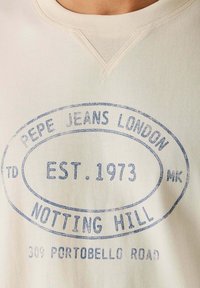 PEPE JEANS LONDON
TD
EST. 1973
MK
NOTTING HILL
309 PORTOBELLO ROAD